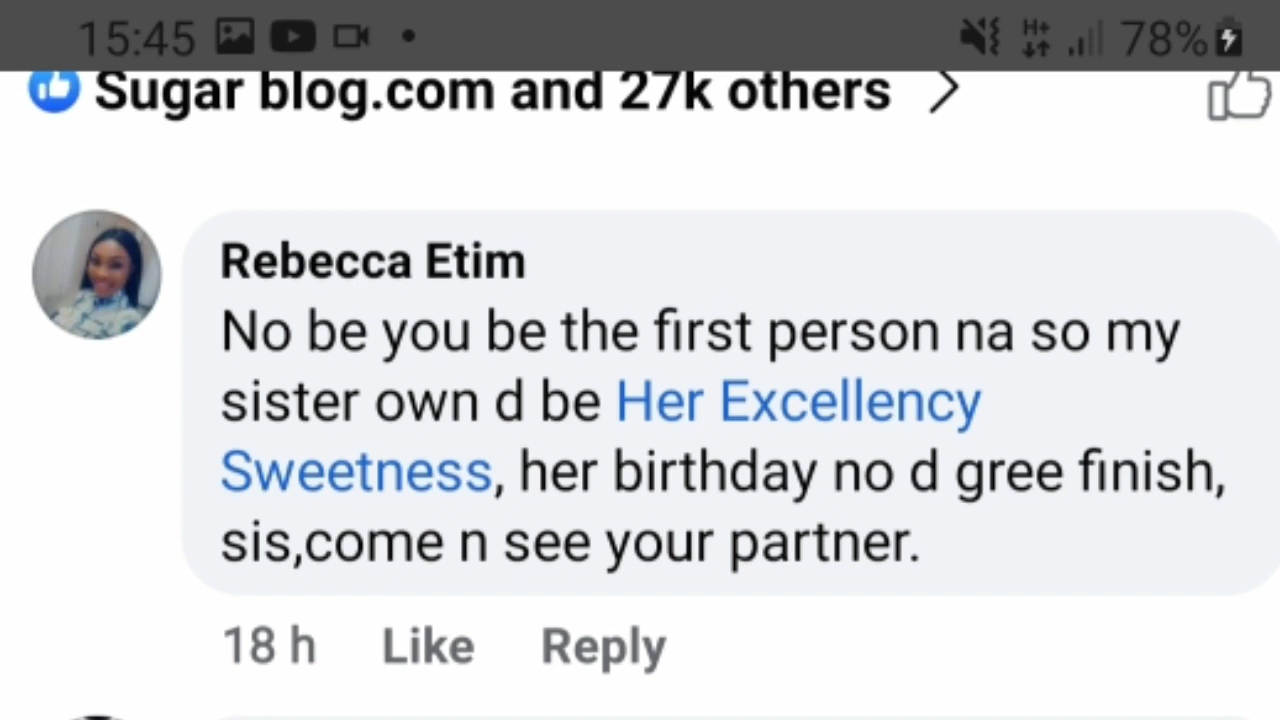 15:45 H+ 78%
Sugar blog.com and 27k others
Rebecca Etim
No be you be the first person na so my
sister own d be Her Excellency
Sweetness, her birthday no d gree finish,
sis,come n see your partner.
18 h Like Reply